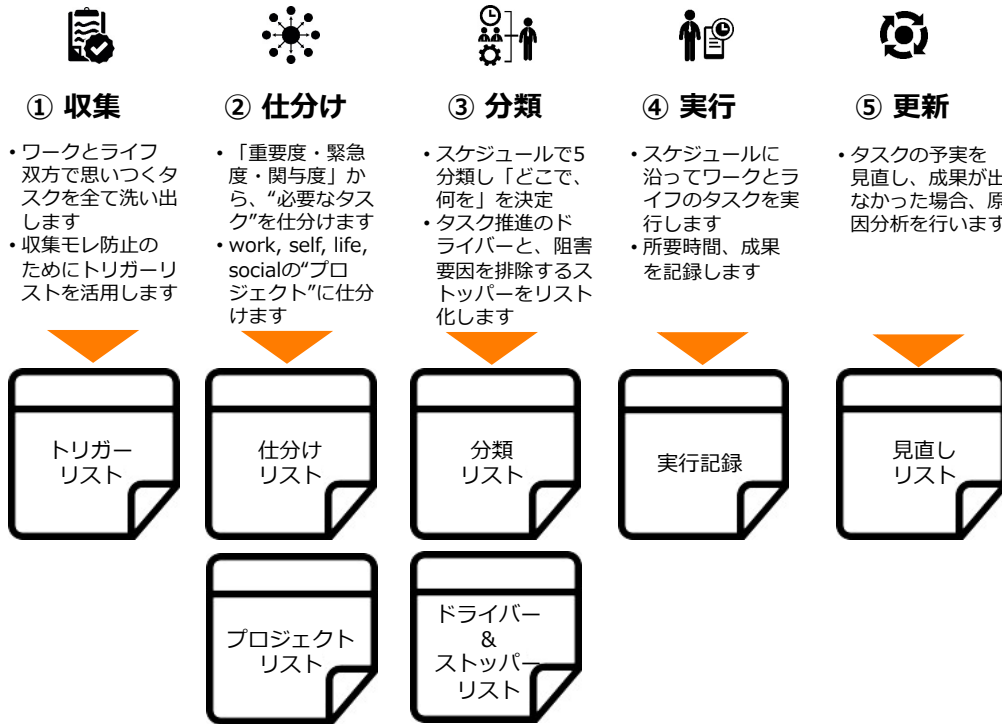 ① 収集
・ワークとライフ
双方で思いつくタ
スクを全て洗い出
します
・収集モレ防止の
ためにトリガーリ
ストを活用します
② 仕分け
・「重要度・緊急
度・関与度」か
ら、“必要なタス
ク”を仕分けます
・work, self, life,
socialの“プロ
ジェクト”に仕分
けます
③ 分類
・スケジュールで5
分類し「どこで、
何を」を決定
・タスク推進のド
ライバーと、阻害
要因を排除するス
トッパーをリスト
化します
④ 実行
・スケジュールに
沿ってワークとラ
イフのタスクを実
行します
・所要時間、成果
を記録します
⑤ 更新
・タスクの予実を
見直し、成果が出
なかった場合、原
因分析を行います
トリガー
リスト
仕分け
リスト
分類
リスト
実行記録
見直し
リスト
プロジェクト
リスト
ドライバー
&
ストッパー
リスト